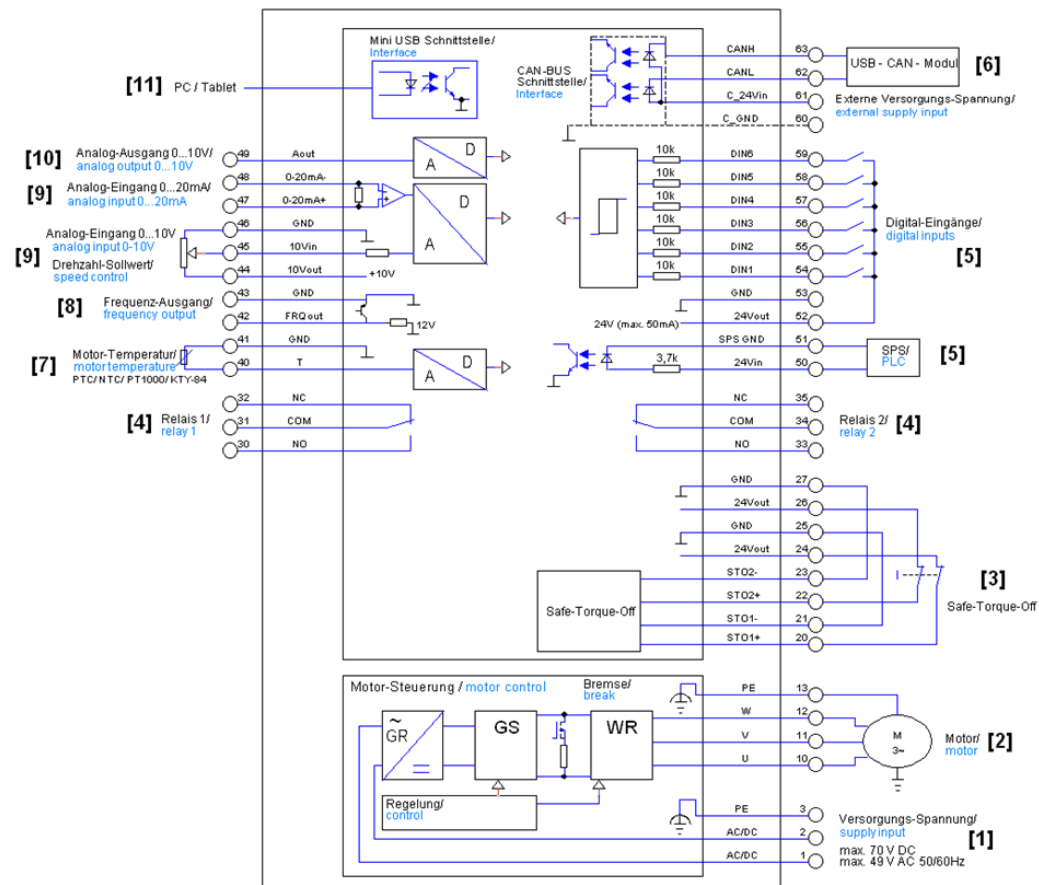 Mini USB Schnittstelle/
Interface
[11] PC / Tablet
CAN-BUS
Schnittstelle/
Interface
CANH 63
CANL 62
C_24Vin 61
C_GND 60
USB - CAN - Modul [6]
Externe Versorgungs-Spannung/
external supply input
[10] Analog-Ausgang 0...10V/
analog output 0...10V
49 Aout
A D
[9] Analog-Eingang 0...20mA/
analog input 0...20mA
48 0-20mA-
47 0-20mA+
A D
Analog-Eingang 0...10V
analog input 0-10V
[9] Drehzahl-Sollwert/
speed control
46 GND
45 10Vin
44 10Vout +10V
[8] Frequenz-Ausgang/
frequency output
43 GND
42 FRQout 12V
[7] Motor-Temperatur/
motor temperature
PTC/ NTC/ PT1000/ KTY-84
41 GND
40 T
A D
[4] Relais 1/
relay 1
32 NC
31 COM
30 NO
10k DIN6 59
10k DIN5 58
10k DIN4 57
10k DIN3 56
10k DIN2 55
10k DIN1 54
GND 53
24V (max. 50mA) 24Vout 52
Digital-Eingänge/
digital inputs
[5]
SPS GND 51
3,7k 24Vin 50
SPS/
PLC
[5]
NC 35
COM 34
NO 33
Relais 2/
relay 2
[4]
GND 27
24Vout 26
GND 25
24Vout 24
STO2- 23
STO2+ 22
STO1- 21
STO1+ 20
Safe-Torque-Off
[3]
Safe-Torque-Off
Motor-Steuerung / motor control
Bremse/
break
~
GR
=
GS
WR
Regelung/
control
PE 13
W 12
V 11
U 10
M
3~
Motor/
motor
[2]
PE 3
AC/DC 2
AC/DC 1
Versorgungs-Spannung/
supply input
[1]
max. 70 V DC
max. 49 V AC 50/60Hz